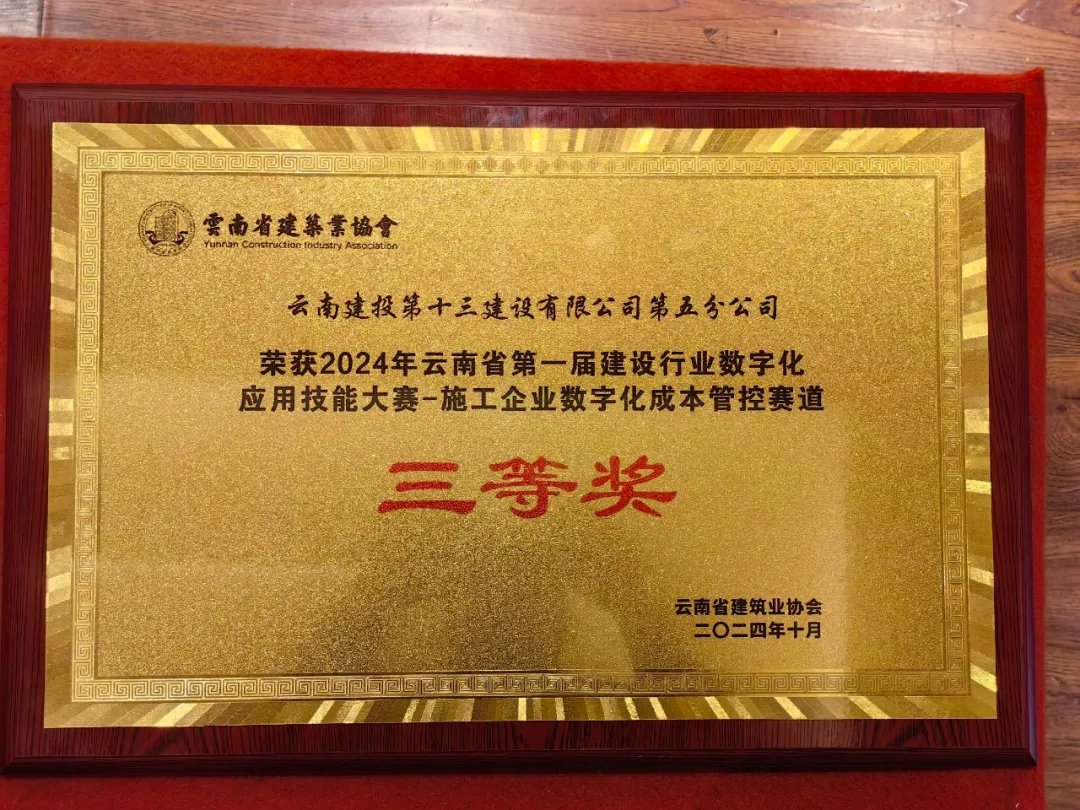 雲南省建築業協會
Yunnan Construction Industry Association
云南建投第十三建设有限公司第五分公司
荣获2024年云南省第一届建设行业数字化
应用技能大赛-施工企业数字化成本管控赛道
三等奖
云南省建筑业协会
二〇二四年十月